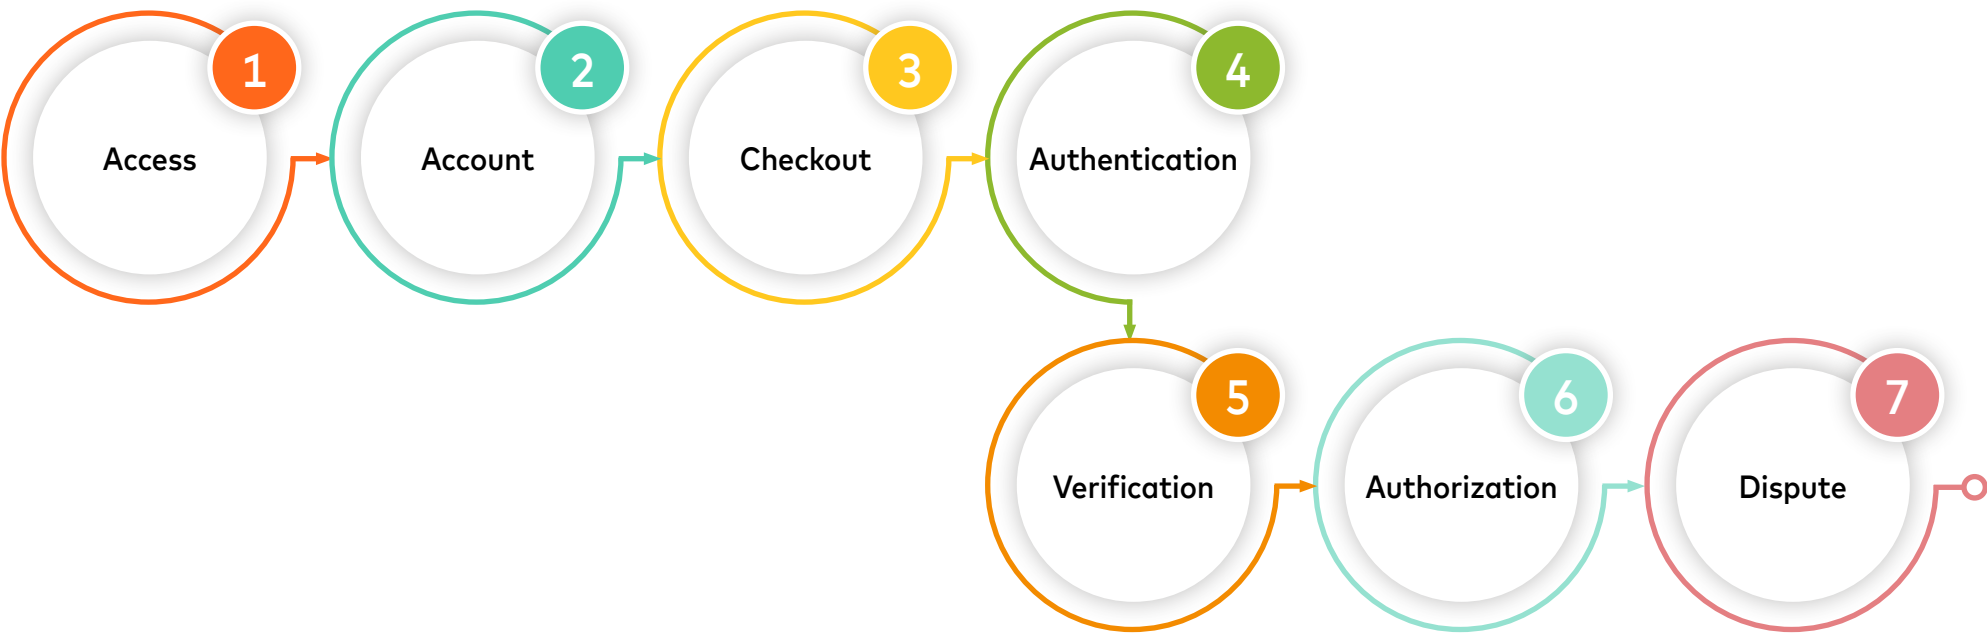 1
Access
2
Account
3
Checkout
4
Authentication
5
Verification
6
Authorization
7
Dispute